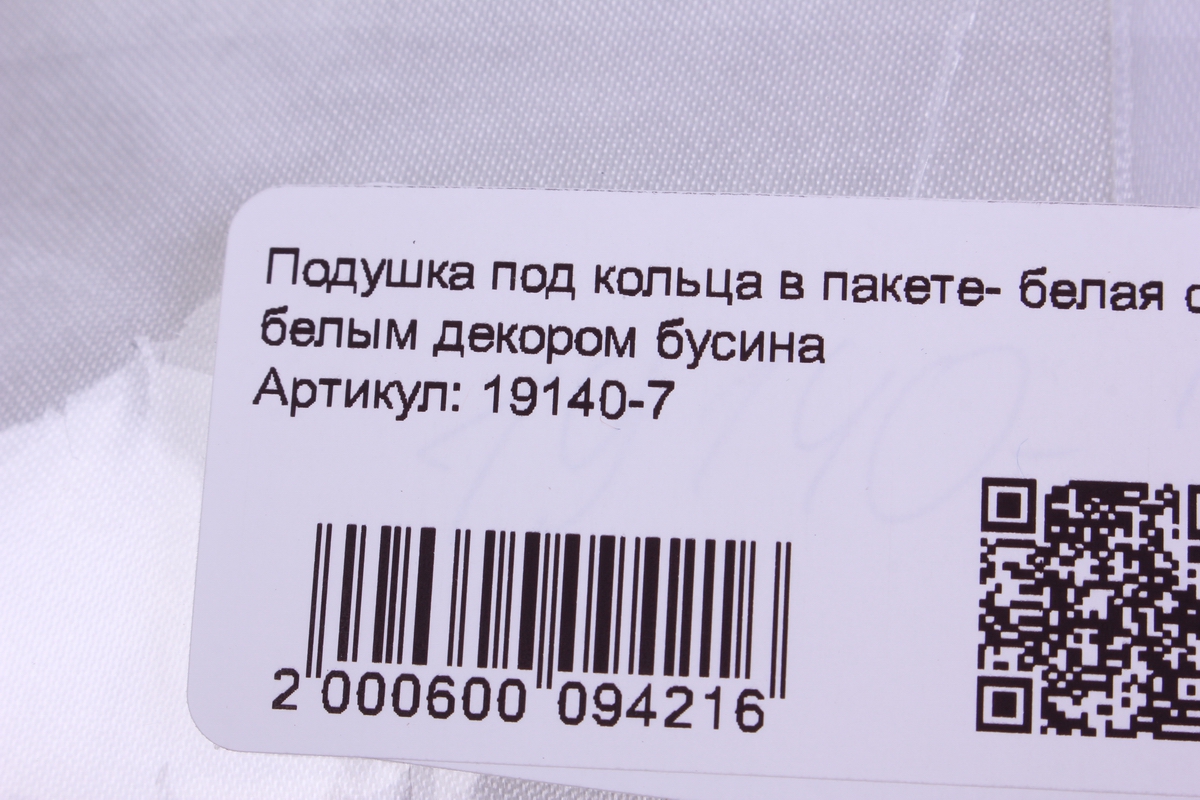 Подушка под кольца в пакете- белая с
белым декором бусина
Артикул: 19140-7
2 000600 094216